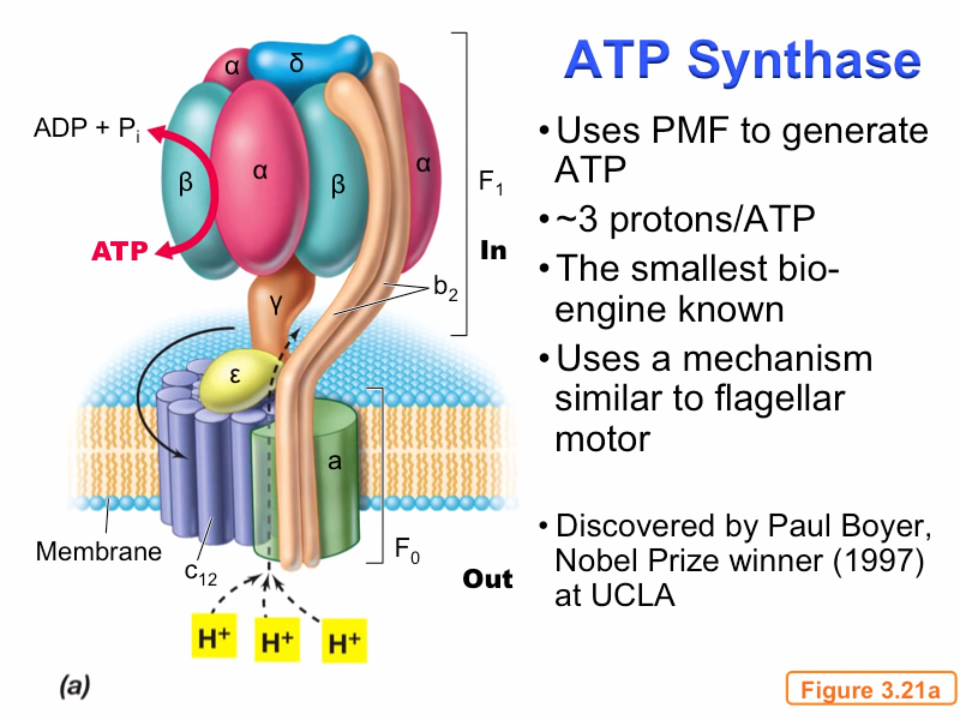 ATP Synthase
• Uses PMF to generate
ATP
• ~3 protons/ATP
• The smallest bio-
engine known
• Uses a mechanism
similar to flagellar
motor
• Discovered by Paul Boyer,
Nobel Prize winner (1997)
at UCLA
α
δ
ADP + Pi
β
α
β
α
F1
ATP
In
γ
b2
ε
a
Membrane
c12
F0
Out
H+
H+
H+
(a)
Figure 3.21a